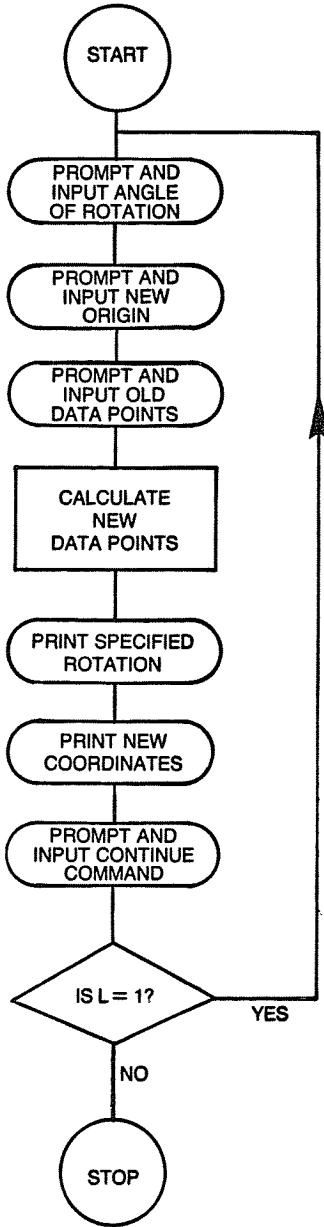 START
PROMPT AND
INPUT ANGLE
OF ROTATION
PROMPT AND
INPUT NEW
ORIGIN
PROMPT AND
INPUT OLD
DATA POINTS
CALCULATE
NEW
DATA POINTS
PRINT SPECIFIED
ROTATION
PRINT NEW
COORDINATES
PROMPT AND
INPUT CONTINUE
COMMAND
IS L = 1?
YES
NO
STOP